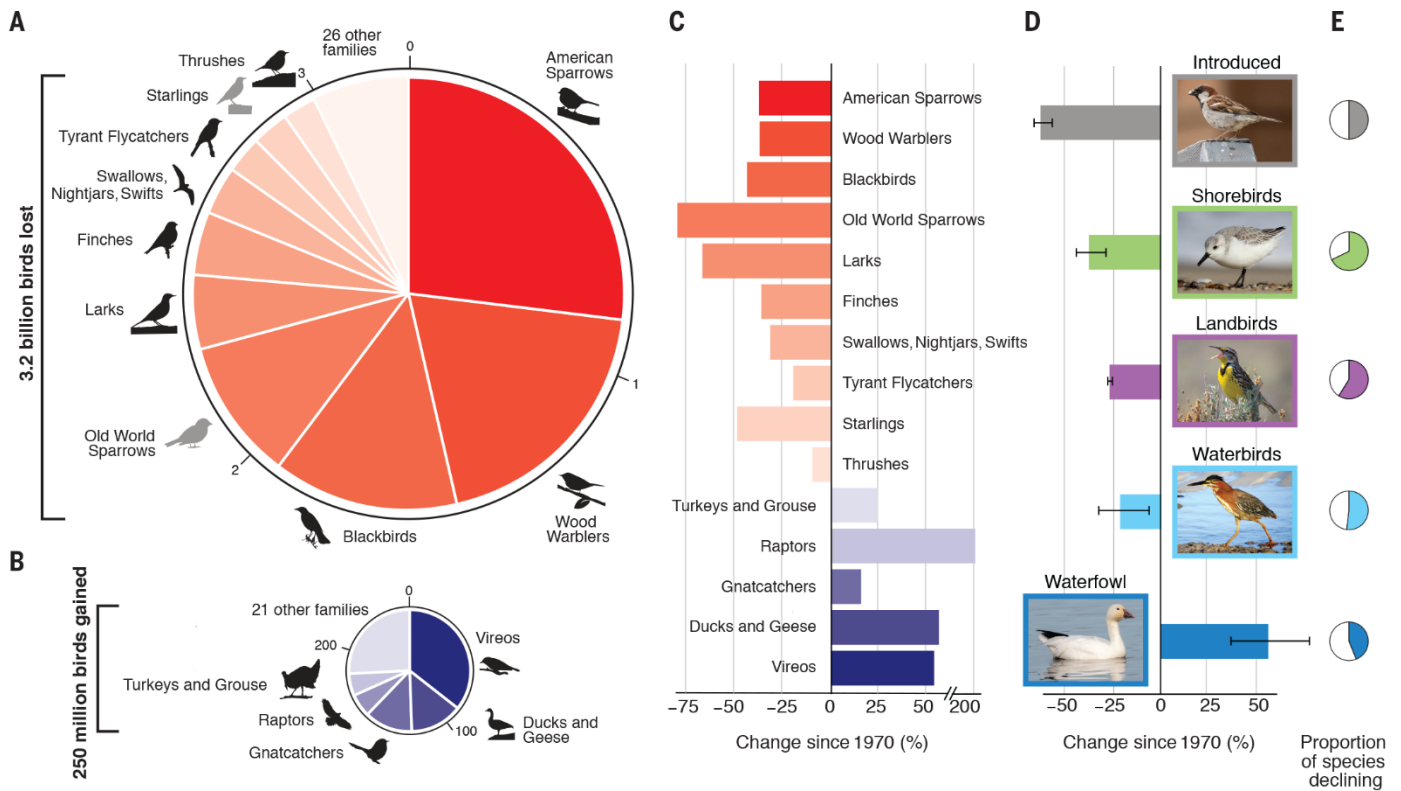 A
3.2 billion birds lost
26 other
families
0
American
Sparrows
Thrushes
3
Starlings
Tyrant Flycatchers
Swallows,
Nightjars, Swifts
Finches
Larks
1
Old World
Sparrows
2
Blackbirds
Wood
Warblers
B
250 million birds gained
0
21 other families
200
Vireos
Turkeys and Grouse
Raptors
100
Ducks and
Geese
Gnatcatchers
C
American Sparrows
Wood Warblers
Blackbirds
Old World Sparrows
Larks
Finches
Swallows, Nightjars, Swifts
Tyrant Flycatchers
Starlings
Thrushes
Turkeys and Grouse
Raptors
Gnatcatchers
Ducks and Geese
Vireos
−75 −50 −25 0 25 50 200
Change since 1970 (%)
D
Introduced
Shorebirds
Landbirds
Waterbirds
Waterfowl
−50 −25 0 25 50
Change since 1970 (%)
E
Proportion
of species
declining